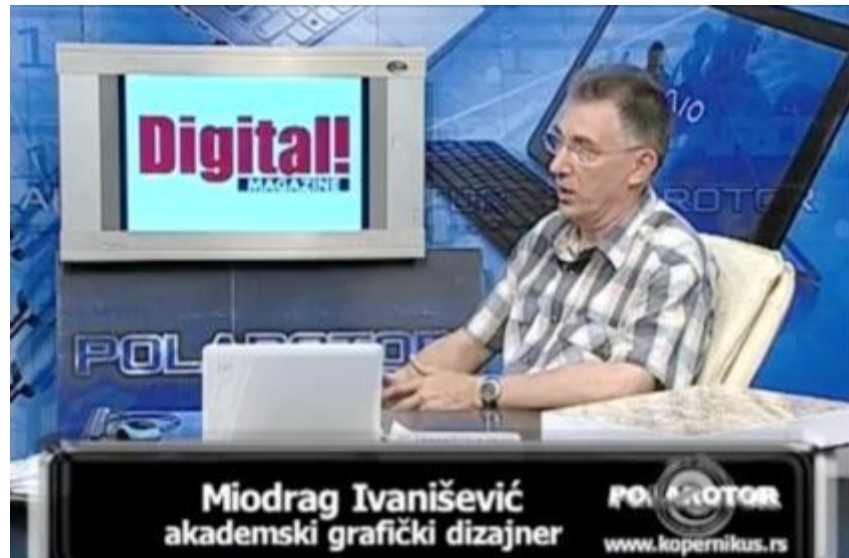 Digital!
MAGAZINE
POLAROTOR
Miodrag Ivanišević
akademski grafički dizajner
POLAROTOR
www.kopernikus.rs